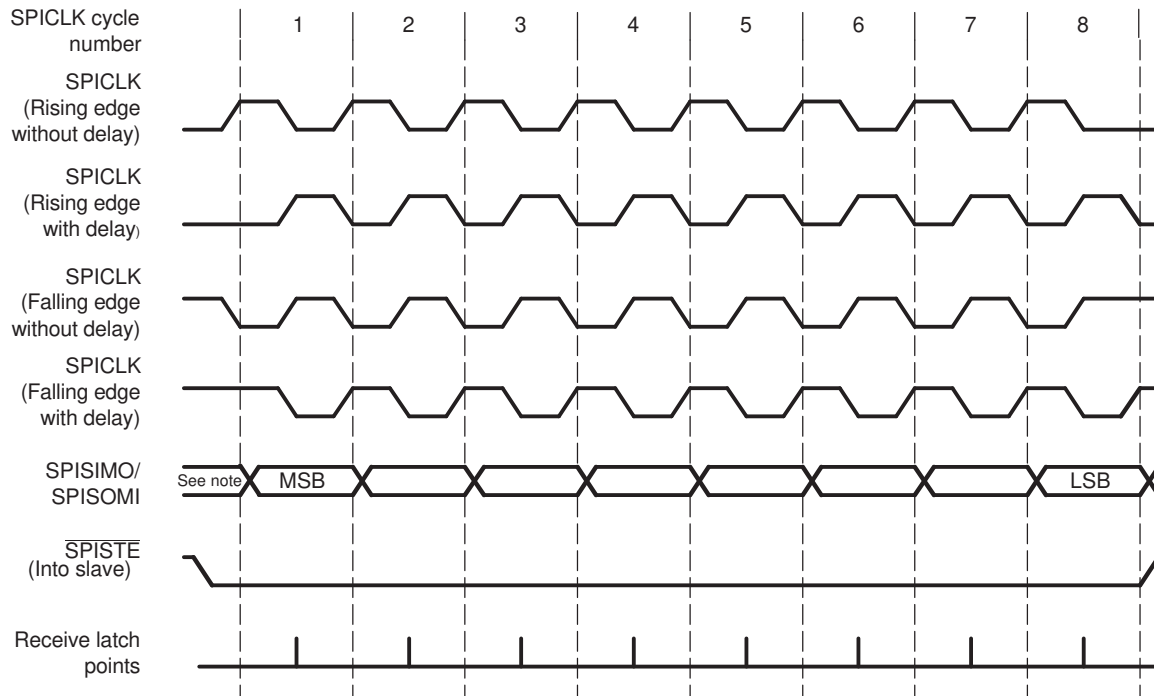 SPICLK cycle
number
1 2 3 4 5 6 7 8
SPICLK
(Rising edge
without delay)
SPICLK
(Rising edge
with delay)
SPICLK
(Falling edge
without delay)
SPICLK
(Falling edge
with delay)
SPISIMO/
SPISOMI
See note MSB LSB
SPISTE
(Into slave)
Receive latch
points